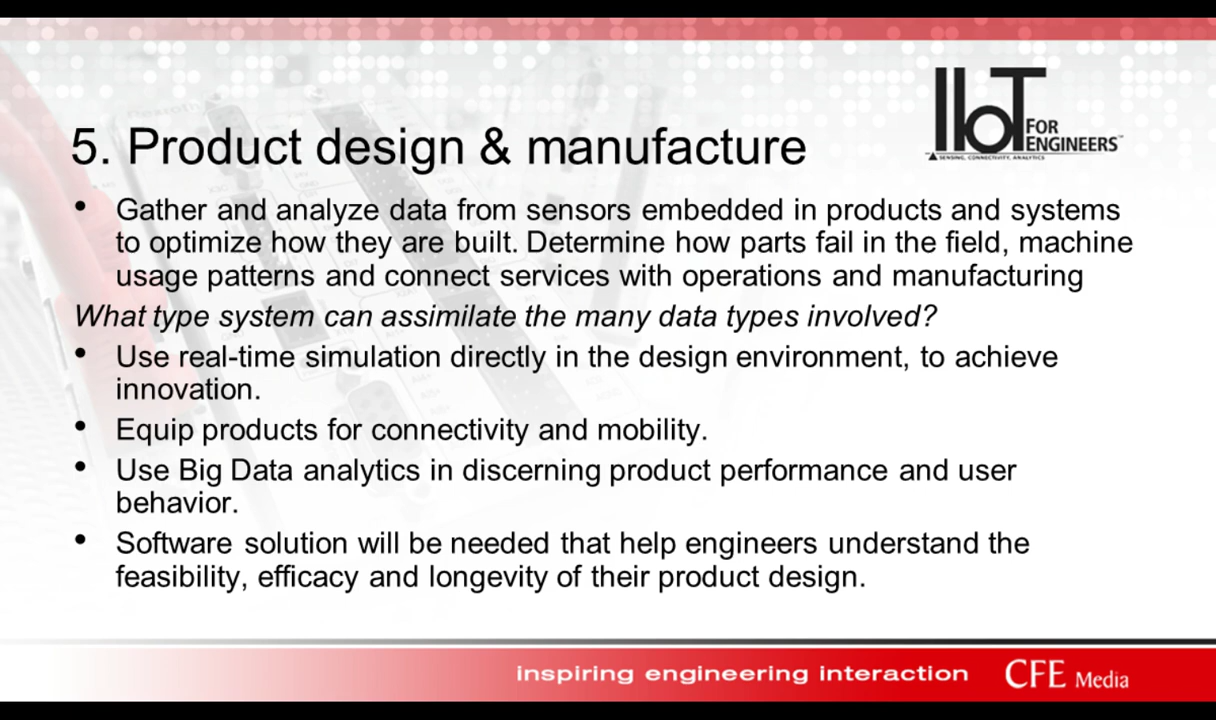 IIoT FOR ENGINEERS™
SENSING, CONNECTIVITY, ANALYTICS
5. Product design & manufacture
• Gather and analyze data from sensors embedded in products and systems
to optimize how they are built. Determine how parts fail in the field, machine
usage patterns and connect services with operations and manufacturing
What type system can assimilate the many data types involved?
• Use real-time simulation directly in the design environment, to achieve
innovation.
• Equip products for connectivity and mobility.
• Use Big Data analytics in discerning product performance and user
behavior.
• Software solution will be needed that help engineers understand the
feasibility, efficacy and longevity of their product design.
inspiring engineering interaction
CFE Media